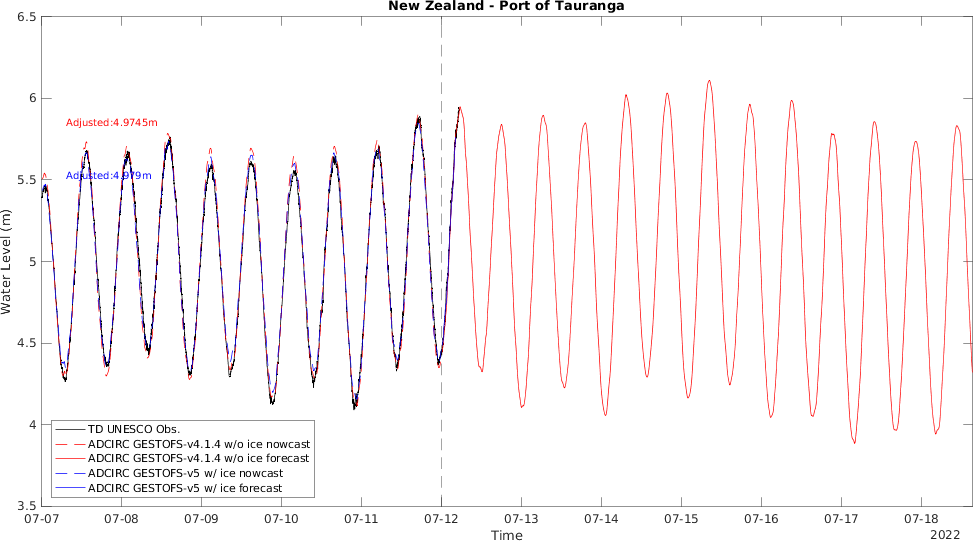 New Zealand - Port of Tauranga
6.5
6
5.5
5
4.5
4
3.5
Water Level (m)
Adjusted:4.9745m
Adjusted:4.979m
TD UNESCO Obs.
ADCIRC GESTOFS-v4.1.4 w/o ice nowcast
ADCIRC GESTOFS-v4.1.4 w/o ice forecast
ADCIRC GESTOFS-v5 w/ ice nowcast
ADCIRC GESTOFS-v5 w/ ice forecast
07-07 07-08 07-09 07-10 07-11 07-12 07-13 07-14 07-15 07-16 07-17 07-18
2022
Time